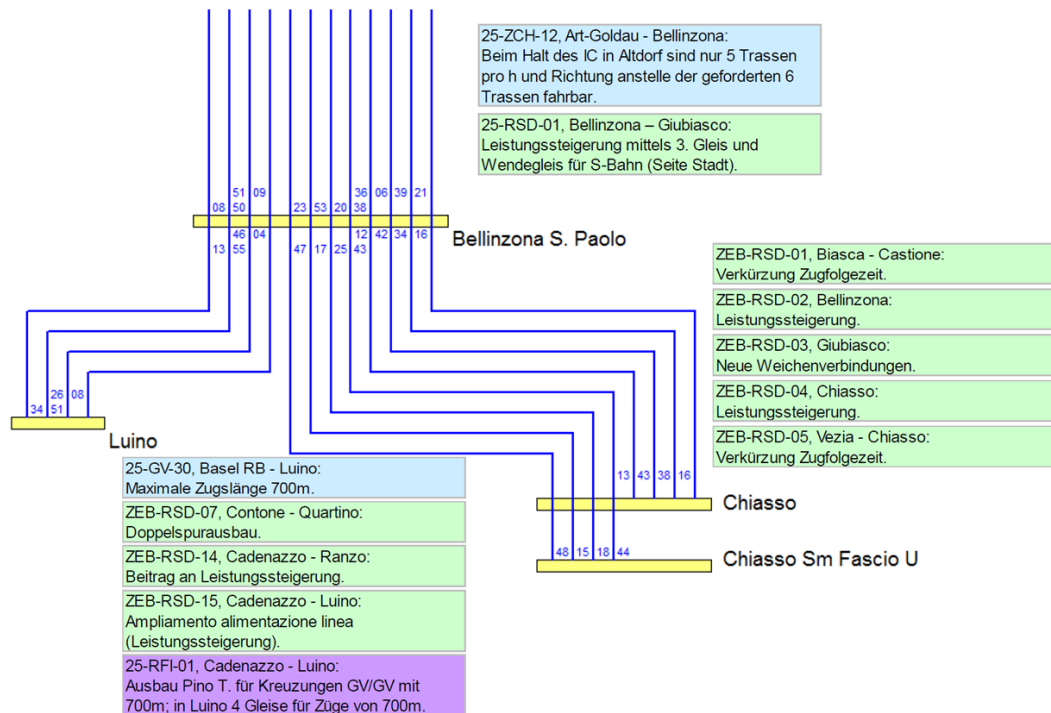 25-ZCH-12, Art-Goldau - Bellinzona:
Beim Halt des IC in Altdorf sind nur 5 Trassen
pro h und Richtung anstelle der geforderten 6
Trassen fahrbar.
25-RSD-01, Bellinzona – Giubiasco:
Leistungssteigerung mittels 3. Gleis und
Wendegleis für S-Bahn (Seite Stadt).
51 09 36 06 39 21
08 50 23 53 20 38
Bellinzona S. Paolo
46 04 12 42 34 16
13 55 47 17 25 43
ZEB-RSD-01, Biasca - Castione:
Verkürzung Zugfolgezeit.
ZEB-RSD-02, Bellinzona:
Leistungssteigerung.
ZEB-RSD-03, Giubiasco:
Neue Weichenverbindungen.
ZEB-RSD-04, Chiasso:
Leistungssteigerung.
ZEB-RSD-05, Vezia - Chiasso:
Verkürzung Zugfolgezeit.
26 08
34 51
Luino
25-GV-30, Basel RB - Luino:
Maximale Zugslänge 700m.
ZEB-RSD-07, Contone - Quartino:
Doppelspurausbau.
ZEB-RSD-14, Cadenazzo - Ranzo:
Beitrag an Leistungssteigerung.
ZEB-RSD-15, Cadenazzo - Luino:
Ampliamento alimentazione linea
(Leistungssteigerung).
25-RFI-01, Cadenazzo - Luino:
Ausbau Pino T. für Kreuzungen GV/GV mit
700m; in Luino 4 Gleise für Züge von 700m.
13 43 38 16
Chiasso
48 15 18 44
Chiasso Sm Fascio U